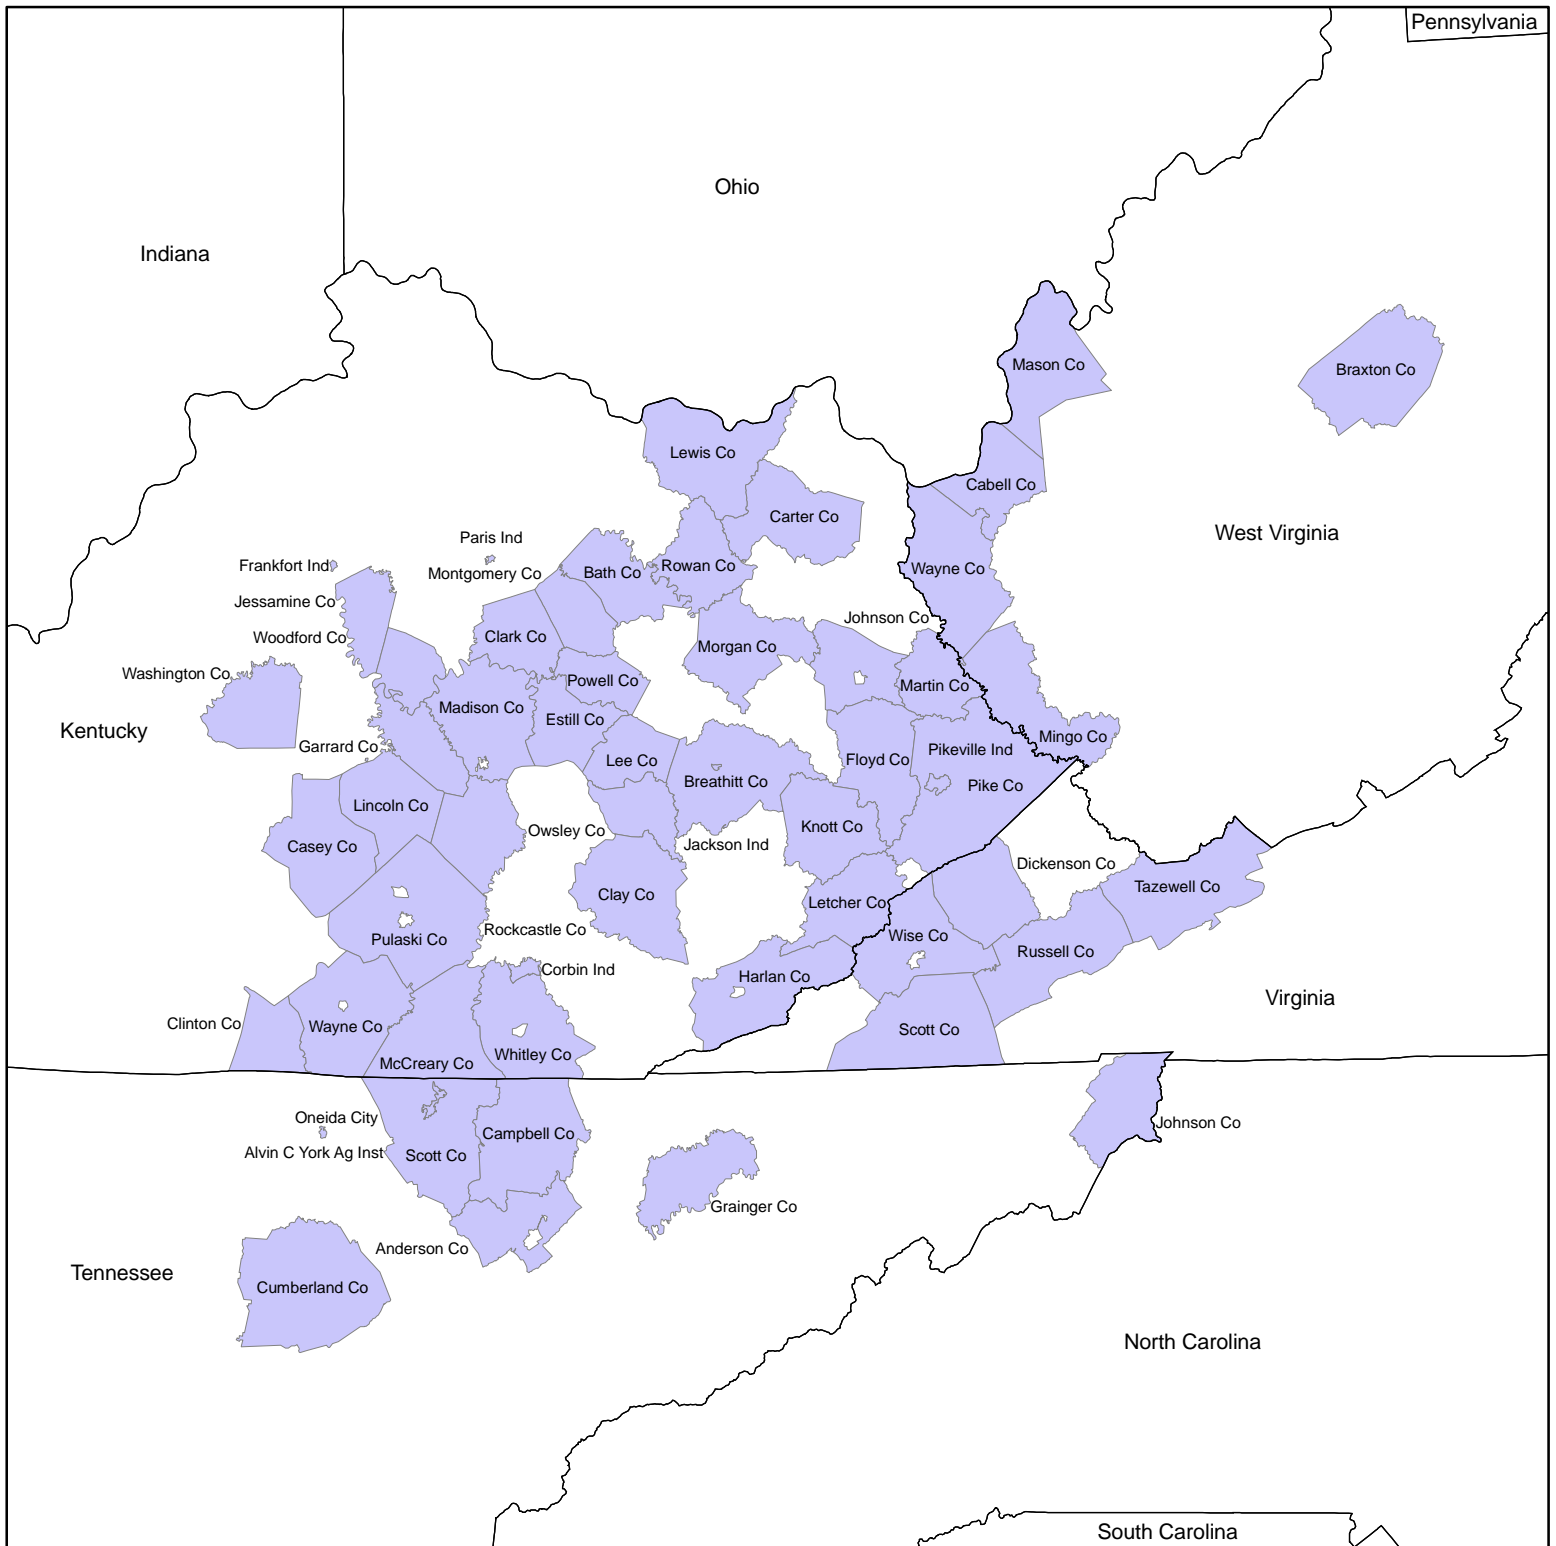 Pennsylvania
Ohio
Indiana
Mason Co
Braxton Co
Lewis Co
Cabell Co
Carter Co
West Virginia
Paris Ind
Frankfort Ind
Montgomery Co
Bath Co
Rowan Co
Wayne Co
Jessamine Co
Johnson Co
Woodford Co
Clark Co
Morgan Co
Washington Co
Powell Co
Martin Co
Madison Co
Estill Co
Kentucky
Garrard Co
Mingo Co
Pikeville Ind
Lee Co
Floyd Co
Breathitt Co
Pike Co
Lincoln Co
Knott Co
Owsley Co
Casey Co
Jackson Ind
Dickenson Co
Tazewell Co
Clay Co
Letcher Co
Rockcastle Co
Wise Co
Pulaski Co
Russell Co
Corbin Ind
Harlan Co
Virginia
Clinton Co
Wayne Co
Scott Co
Whitley Co
McCreary Co
Oneida City
Johnson Co
Campbell Co
Alvin C York Ag Inst
Scott Co
Grainger Co
Anderson Co
Tennessee
Cumberland Co
North Carolina
South Carolina